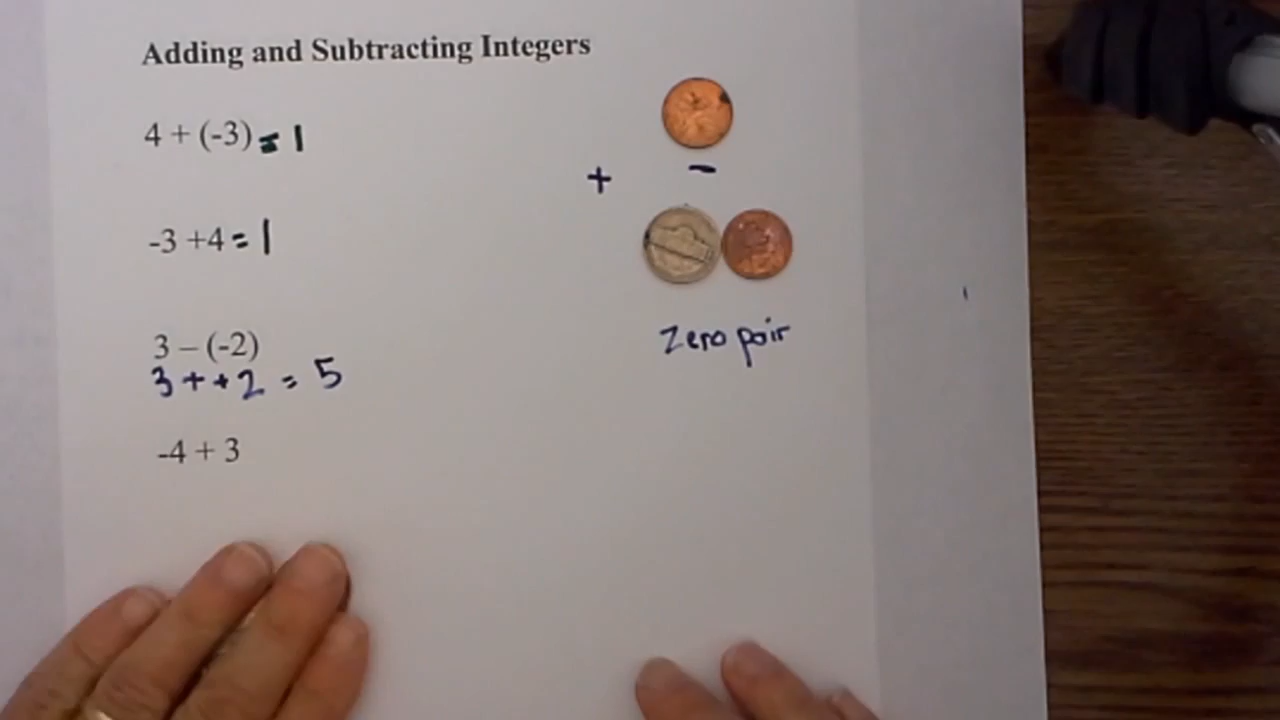 Adding and Subtracting Integers
4 + (-3) = 1
+ -
-3 +4 = 1
zero pair
3 – (-2)
3 + +2 = 5
-4 + 3